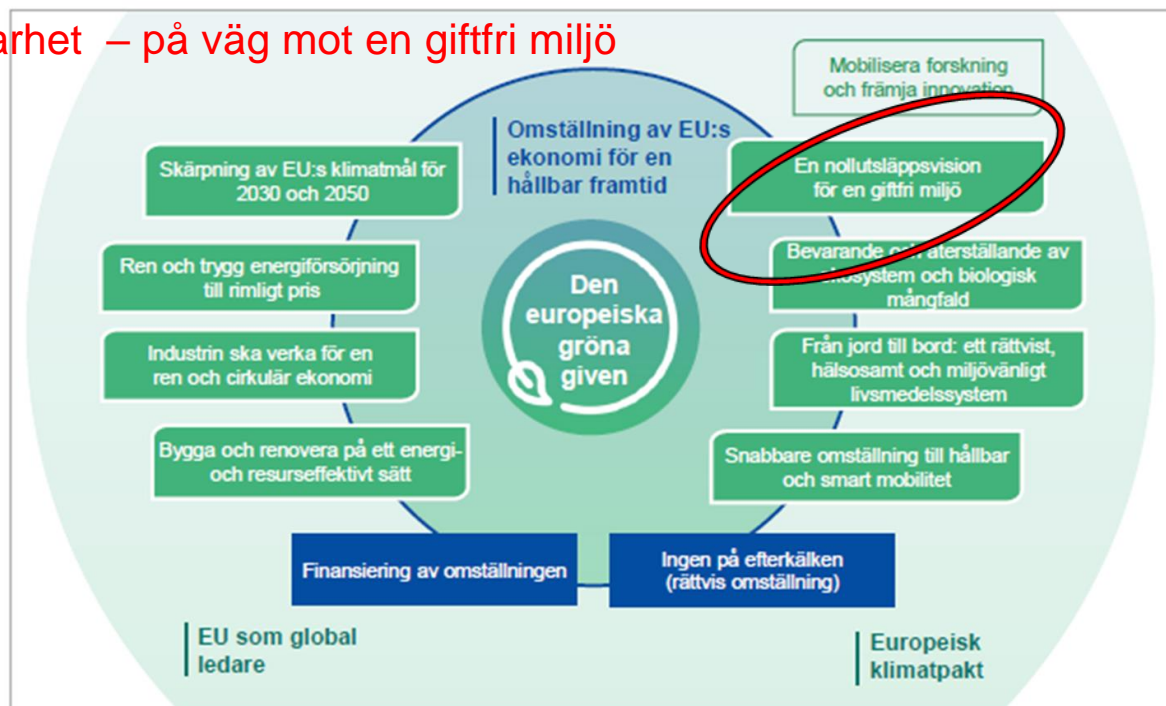 – på väg mot en giftfri miljö
Mobilisera forskning
och främja innovation
Omställning av EU:s
ekonomi för en
hållbar framtid
Skärpning av EU:s klimatmål för
2030 och 2050
En nollutsläppsvision
för en giftfri miljö
Ren och trygg energiförsörjning
till rimligt pris
Bevarande och återställande av
ekosystem och biologisk
mångfald
Den
europeiska
gröna
given
Industrin ska verka för en
ren och cirkulär ekonomi
Från jord till bord: ett rättvist,
hälsosamt och miljövänligt
livsmedelssystem
Bygga och renovera på ett energi-
och resurseffektivt sätt
Snabbare omställning till hållbar
och smart mobilitet
Finansiering av omställningen
Ingen på efterkälken
(rättvis omställning)
EU som global
ledare
Europeisk
klimatpakt